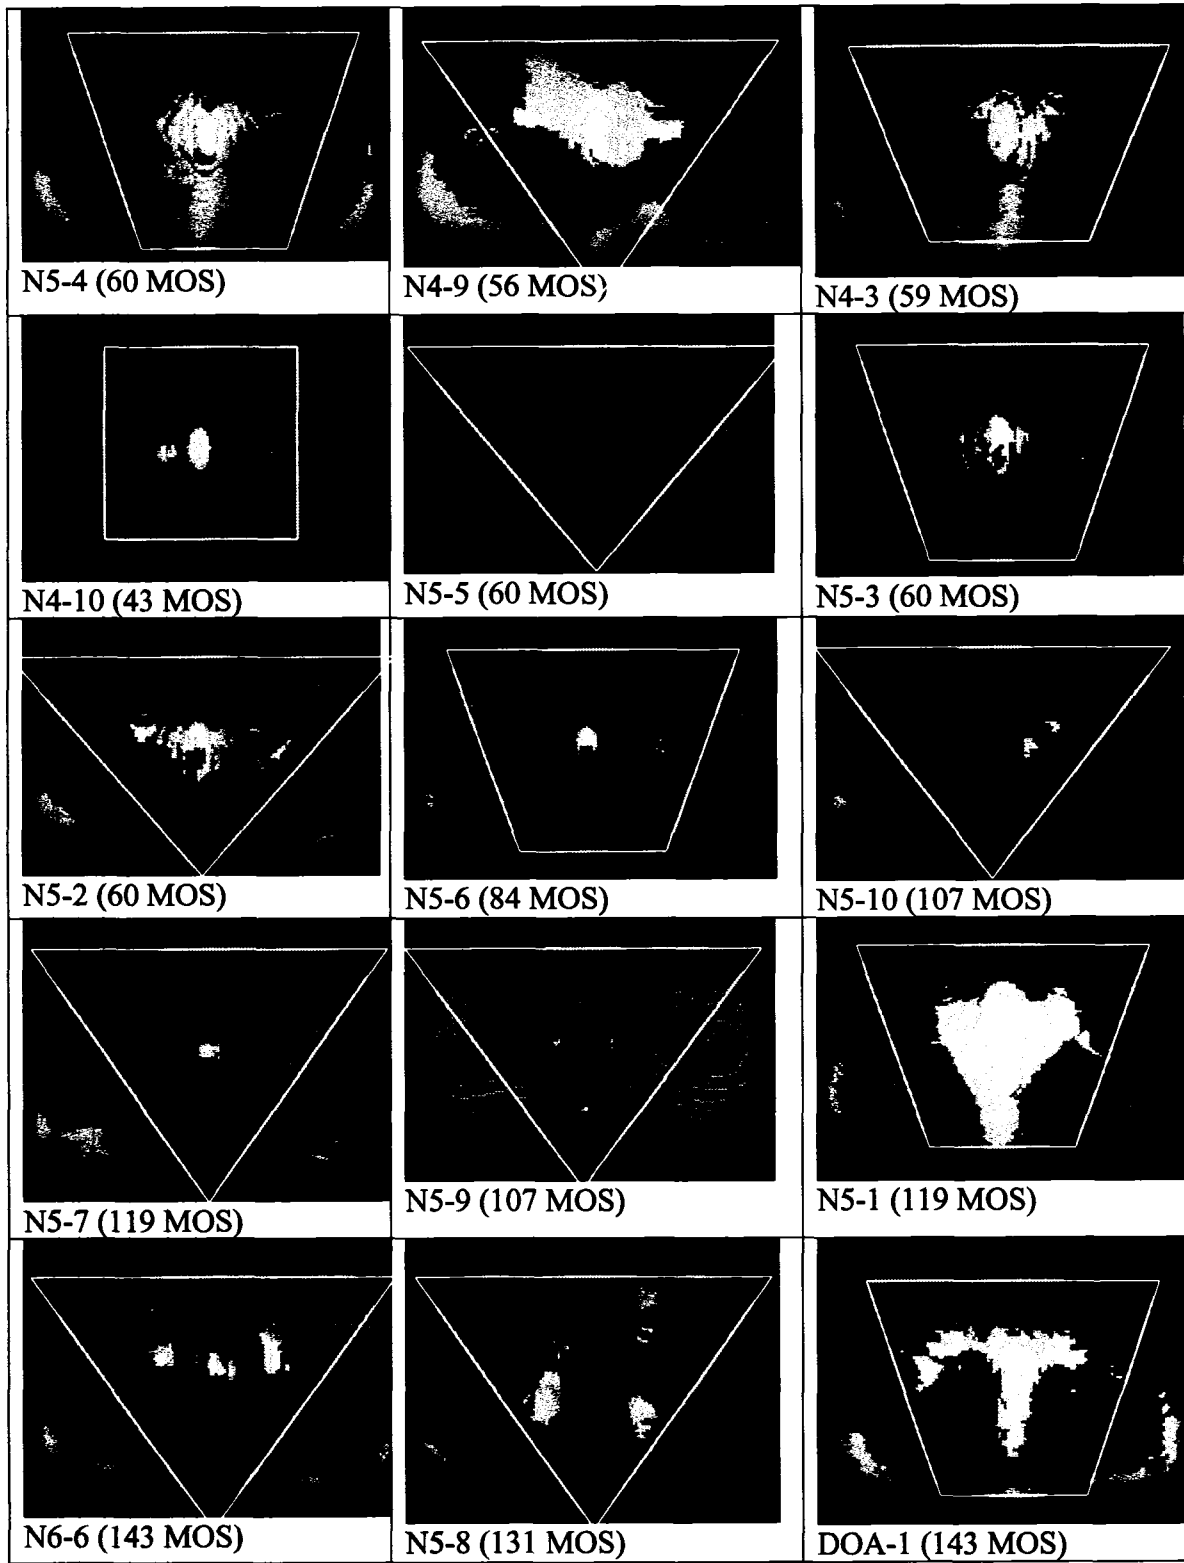 N5-4 (60 MOS)
N4-9 (56 MOS)
N4-3 (59 MOS)
N4-10 (43 MOS)
N5-5 (60 MOS)
N5-3 (60 MOS)
N5-2 (60 MOS)
N5-6 (84 MOS)
N5-10 (107 MOS)
N5-7 (119 MOS)
N5-9 (107 MOS)
N5-1 (119 MOS)
N6-6 (143 MOS)
N5-8 (131 MOS)
DOA-1 (143 MOS)